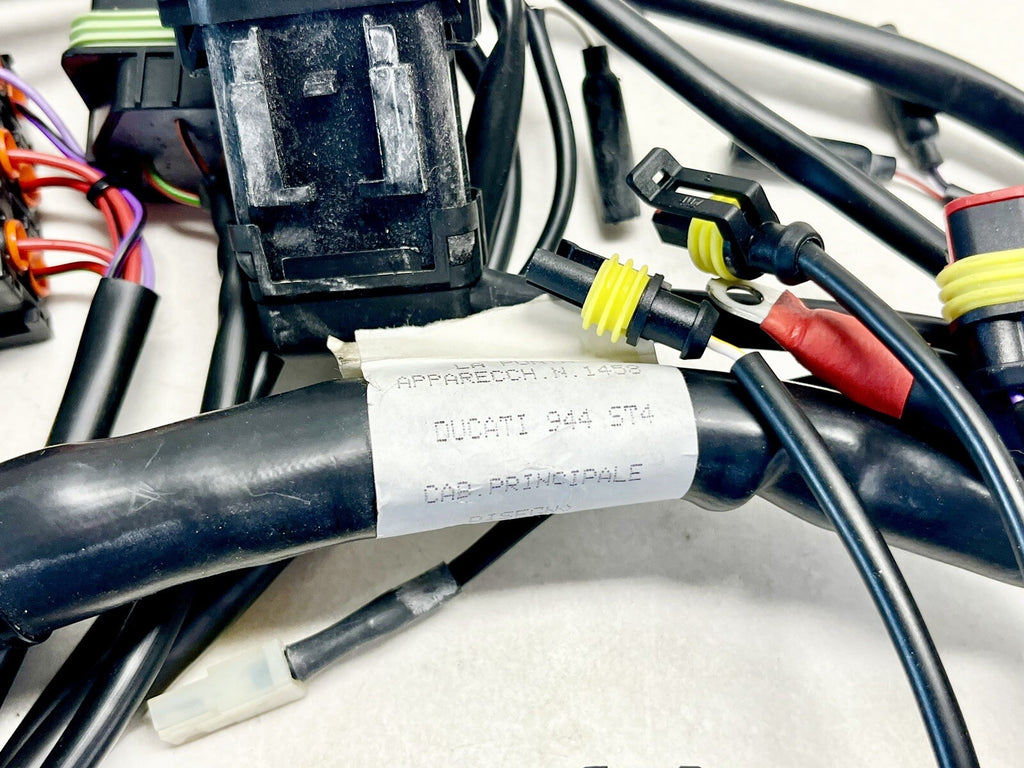 APPARECCH.N.1458
DUCATI 944 ST4
CAB.PRINCIPALE